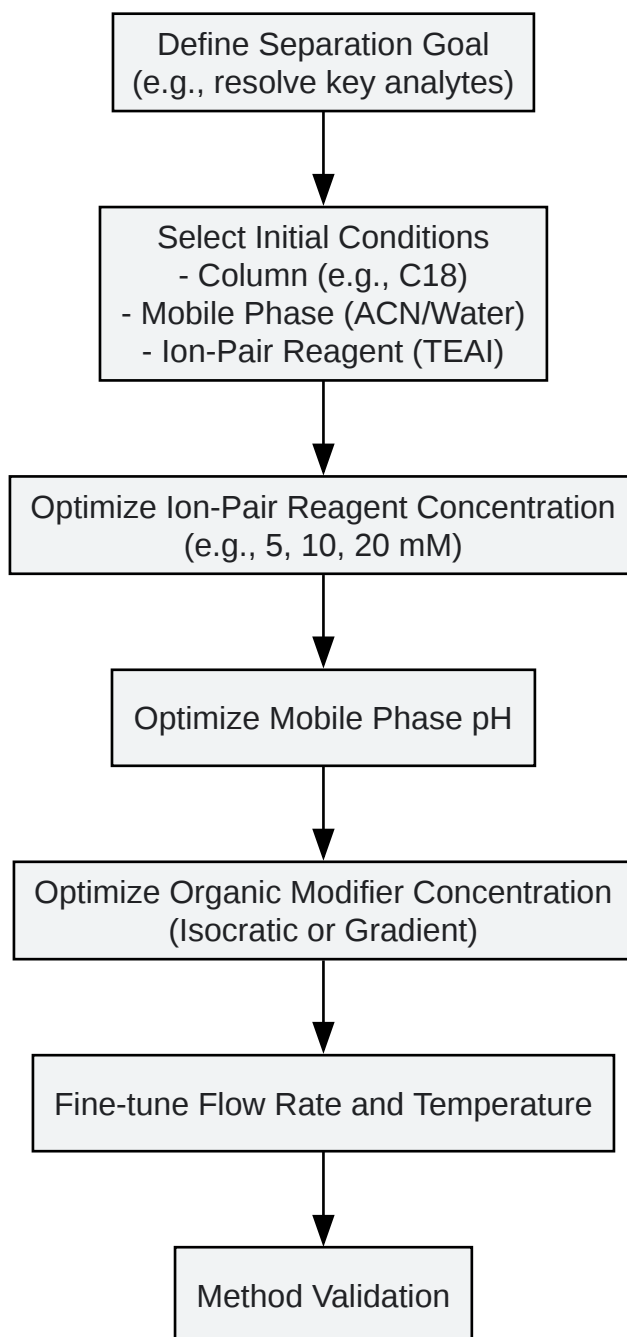 Define Separation Goal
(e.g., resolve key analytes)
Select Initial Conditions
- Column (e.g., C18)
- Mobile Phase (ACN/Water)
- Ion-Pair Reagent (TEAI)
Optimize Ion-Pair Reagent Concentration
(e.g., 5, 10, 20 mM)
Optimize Mobile Phase pH
Optimize Organic Modifier Concentration
(Isocratic or Gradient)
Fine-tune Flow Rate and Temperature
Method Validation